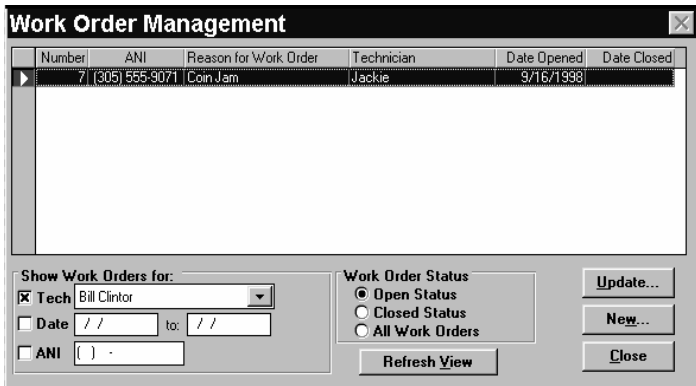 Work Order Management
Number ANI Reason for Work Order Technician Date Opened Date Closed
7 (305) 555-9071 Coin Jam Jackie 9/16/1998
Show Work Orders for:
Tech Bill Clintor
Date / / to: / /
ANI ( ) -
Work Order Status
Open Status
Closed Status
All Work Orders
Refresh View
Update...
New...
Close